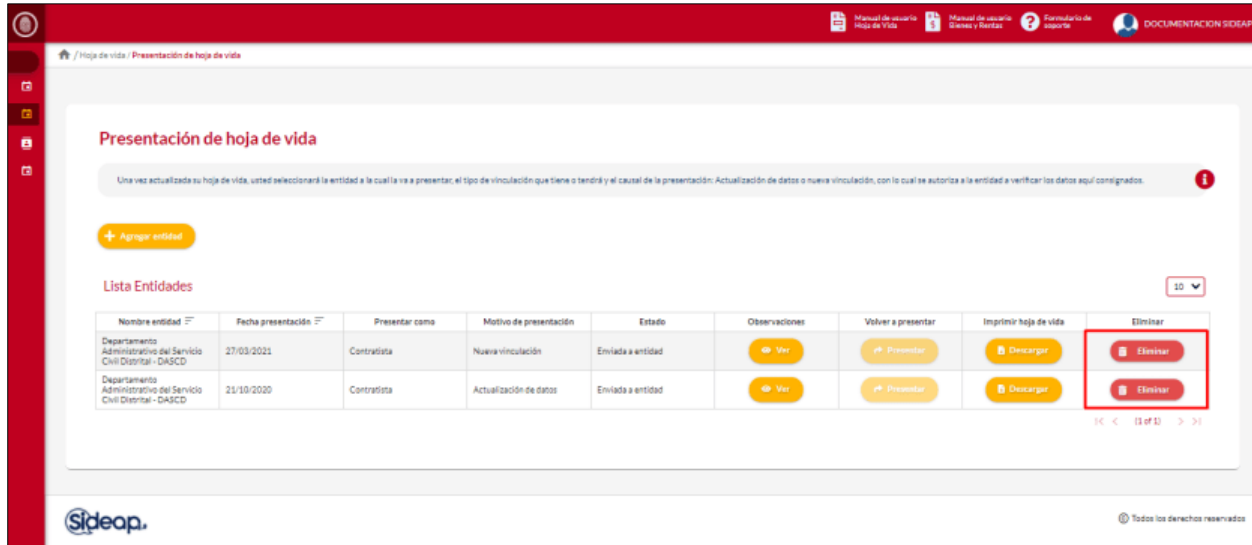 Manual de usuario
Hoja de Vida
Manual de usuario
Bienes y Rentas
Formulario de
soporte
DOCUMENTACION SIDEAP
/ Hoja de vida / Presentación de hoja de vida
Presentación de hoja de vida
Una vez actualizada su hoja de vida, usted seleccionará la entidad a la cual la va a presentar, el tipo de vinculación que tiene o tendrá y el causal de la presentación: Actualización de datos o nueva vinculación, con lo cual se autoriza a la entidad a verificar los datos aquí consignados.
+ Agregar entidad
Lista Entidades
10
Nombre entidad Fecha presentación Presentar como Motivo de presentación Estado Observaciones Volver a presentar Imprimir hoja de vida Eliminar
Departamento
Administrativo del Servicio
Civil Distrital - DASCD
27/03/2021 Contratista Nueva vinculación Enviada a entidad Ver Presentar Descargar Eliminar
Departamento
Administrativo del Servicio
Civil Distrital - DASCD
21/10/2020 Contratista Actualización de datos Enviada a entidad Ver Presentar Descargar Eliminar
(1 of 1)
Sideap.
© Todos los derechos reservados